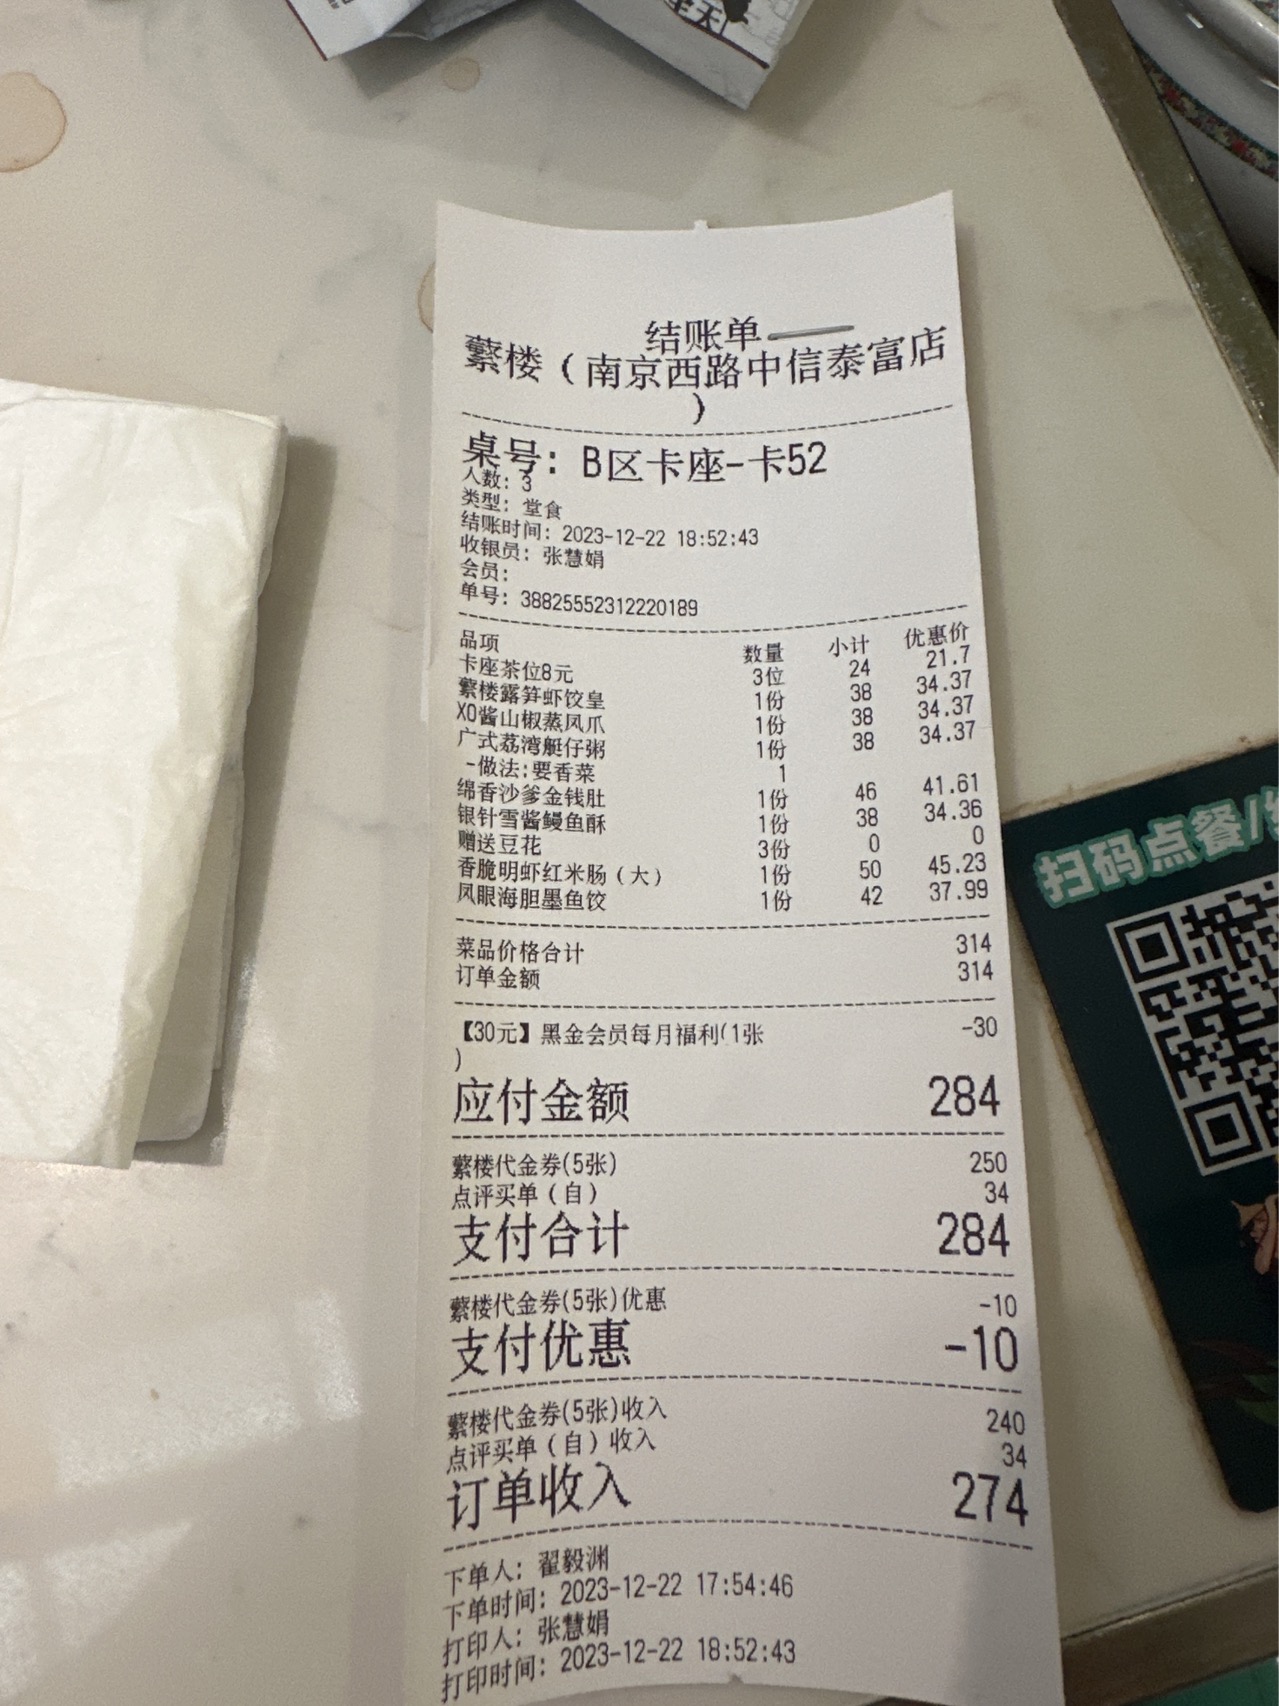 结账单
蘩楼（南京西路中信泰富店
）
桌号：B区卡座-卡52
人数：3
类型：堂食
结账时间：2023-12-22 18:52:43
收银员：张慧娟
会员：
单号：38825552312220189
品项 数量 小计 优惠价
卡座茶位8元 3位 24 21.7
蘩楼露笋虾饺皇 1份 38 34.37
XO酱山椒蒸凤爪 1份 38 34.37
广式荔湾艇仔粥 1份 38 34.37
-做法:要香菜 1
绵香沙爹金钱肚 1份 46 41.61
银针雪酱鳗鱼酥 1份 38 34.36
赠送豆花 3份 0 0
香脆明虾红米肠（大） 1份 50 45.23
凤眼海胆墨鱼饺 1份 42 37.99
菜品价格合计 314
订单金额 314
【30元】黑金会员每月福利(1张 -30
)
应付金额 284
蘩楼代金券(5张) 250
点评买单（自） 34
支付合计 284
蘩楼代金券(5张)优惠 -10
支付优惠 -10
蘩楼代金券(5张)收入 240
点评买单（自）收入 34
订单收入 274
下单人：翟毅渊
下单时间：2023-12-22 17:54:46
打印人：张慧娟
打印时间：2023-12-22 18:52:43
扫码点餐/